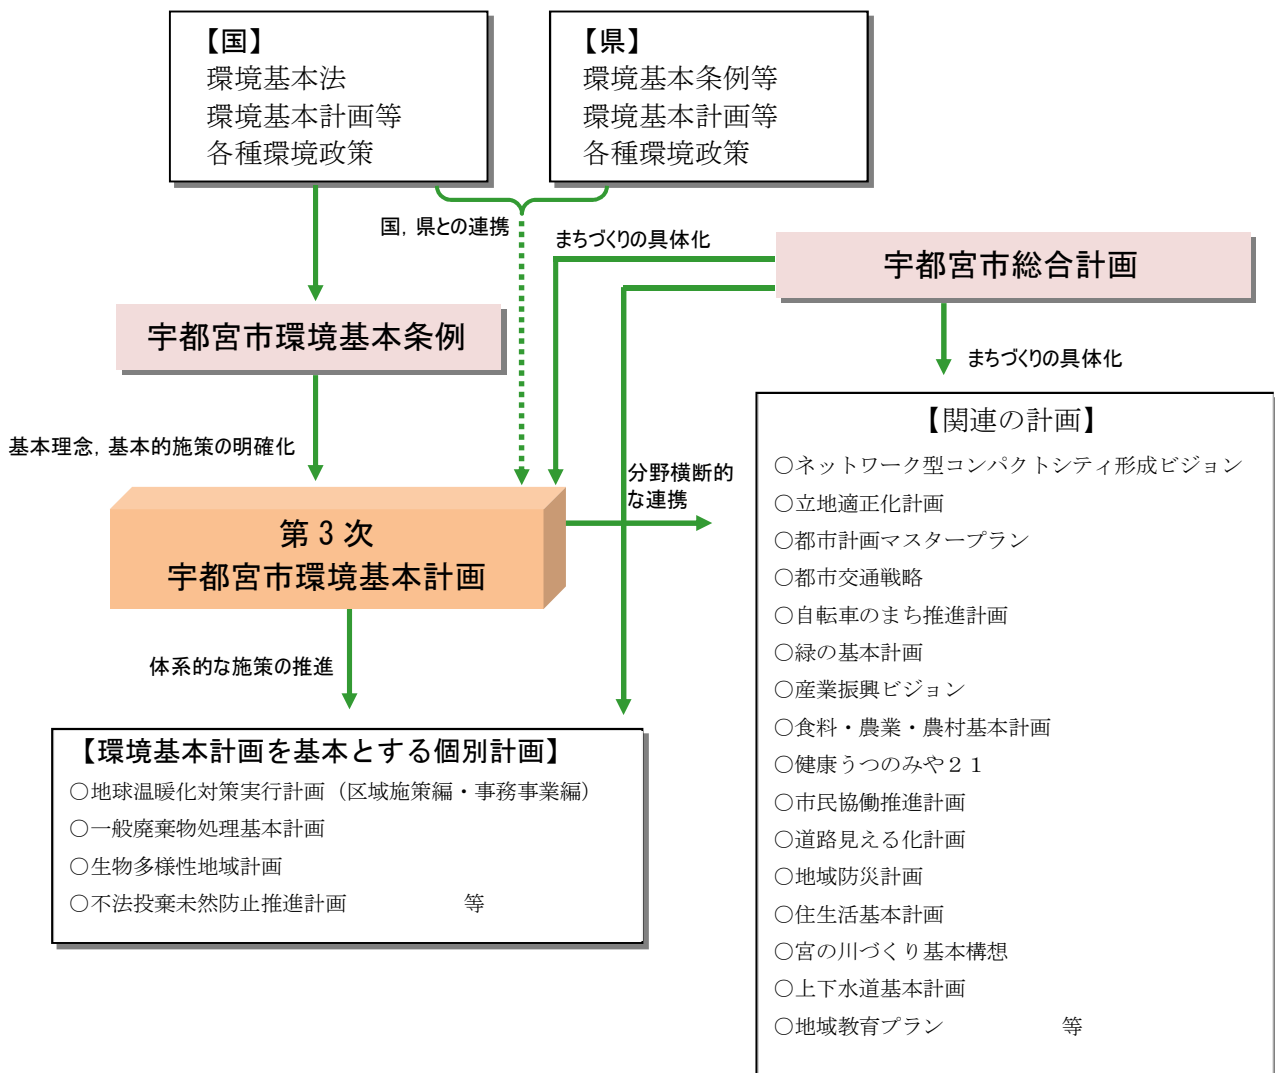 【国】
環境基本法
環境基本計画等
各種環境政策
【県】
環境基本条例等
環境基本計画等
各種環境政策
国，県との連携
まちづくりの具体化
宇都宮市総合計画
宇都宮市環境基本条例
まちづくりの具体化
基本理念，基本的施策の明確化
分野横断的
な連携
第３次
宇都宮市環境基本計画
体系的な施策の推進
【環境基本計画を基本とする個別計画】
○地球温暖化対策実行計画（区域施策編・事務事業編）
○一般廃棄物処理基本計画
○生物多様性地域計画
○不法投棄未然防止推進計画　　　　　等
【関連の計画】
○ネットワーク型コンパクトシティ形成ビジョン
○立地適正化計画
○都市計画マスタープラン
○都市交通戦略
○自転車のまち推進計画
○緑の基本計画
○産業振興ビジョン
○食料・農業・農村基本計画
○健康うつのみや２１
○市民協働推進計画
○道路見える化計画
○地域防災計画
○住生活基本計画
○宮の川づくり基本構想
○上下水道基本計画
○地域教育プラン　　　　　等